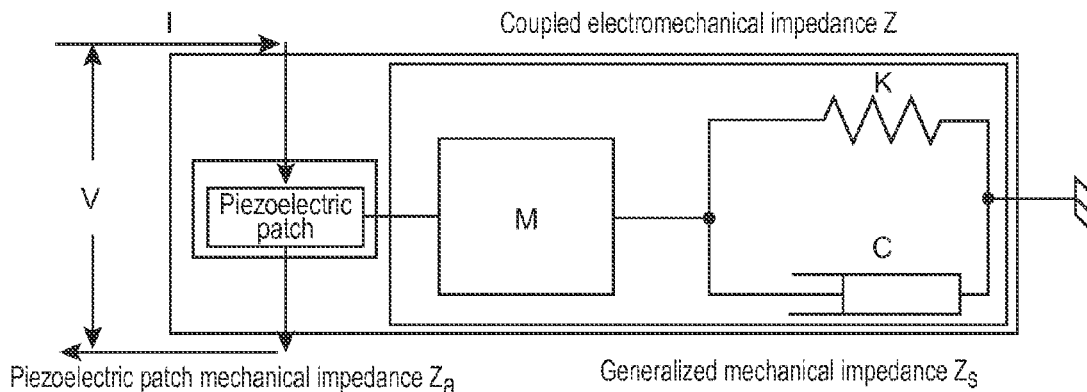 I
Coupled electromechanical impedance Z
K
V
Piezoelectric
patch
M
C
Piezoelectric patch mechanical impedance Zₐ
Generalized mechanical impedance Zₛ